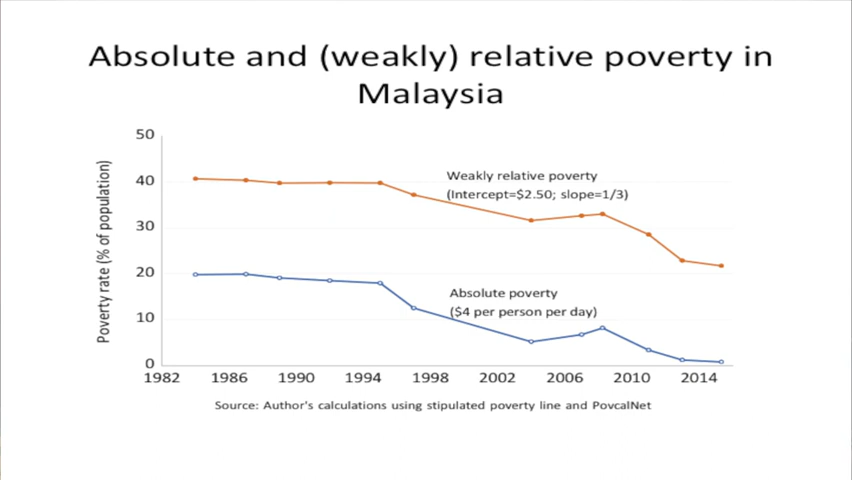 Absolute and (weakly) relative poverty in
Malaysia
Poverty rate (% of population)
50
40
30
20
10
0
Weakly relative poverty
(Intercept=$2.50; slope=1/3)
Absolute poverty
($4 per person per day)
1982 1986 1990 1994 1998 2002 2006 2010 2014
Source: Author's calculations using stipulated poverty line and PovcalNet